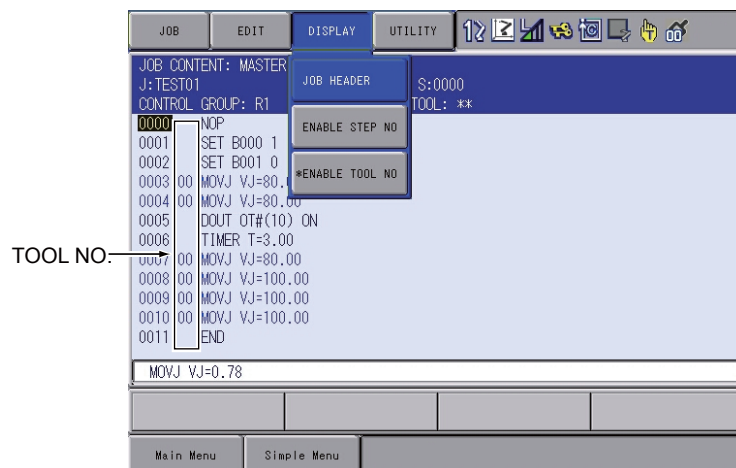 JOB EDIT DISPLAY UTILITY
JOB CONTENT: MASTER
JOB HEADER
J:TEST01 S:0000
CONTROL GROUP: R1 TOOL: **
0000 NOP
ENABLE STEP NO
0001 SET B000 1
0002 SET B001 0
*ENABLE TOOL NO
0003 00 MOVJ VJ=80.
0004 00 MOVJ VJ=80.00
0005 DOUT OT#(10) ON
0006 TIMER T=3.00
TOOL NO.
0007 00 MOVJ VJ=80.00
0008 00 MOVJ VJ=100.00
0009 00 MOVJ VJ=100.00
0010 00 MOVJ VJ=100.00
0011 END
MOVJ VJ=0.78
Main Menu Simple Menu